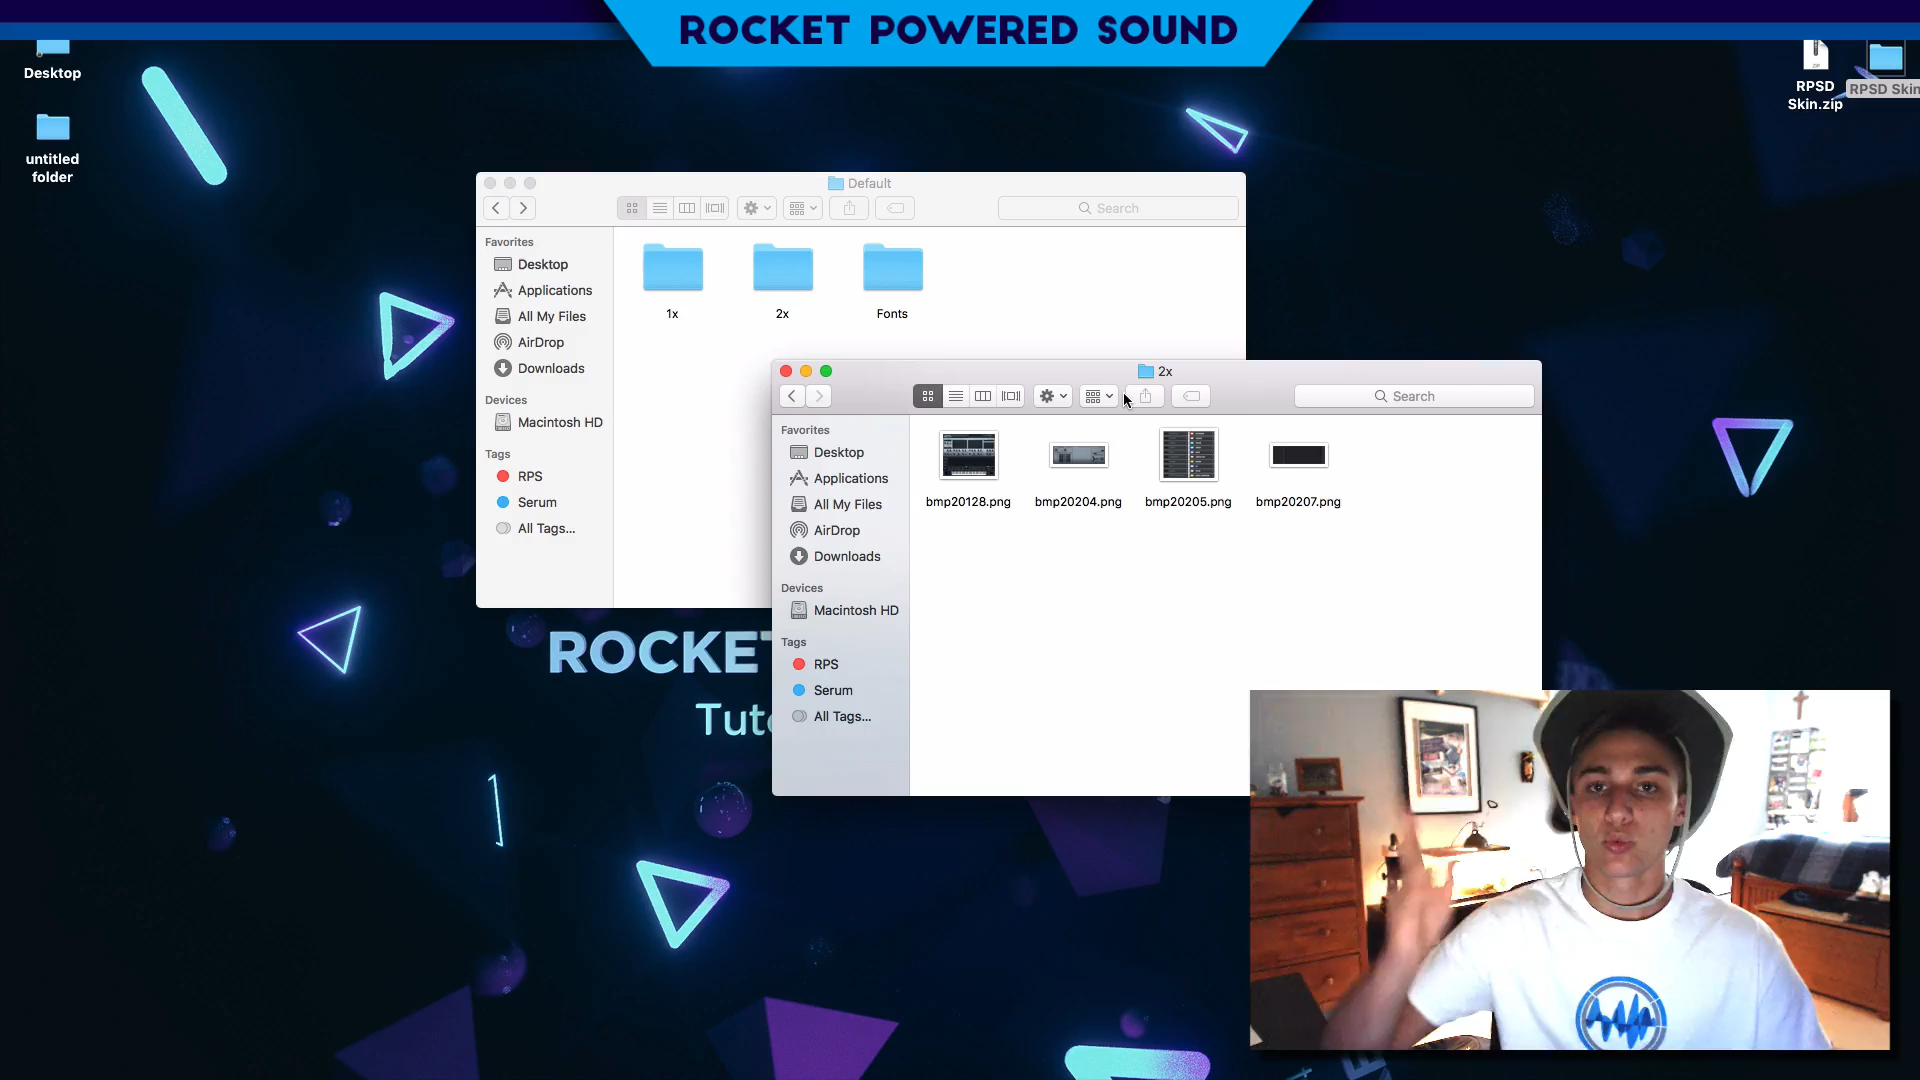 ROCKET POWERED SOUND
Desktop
untitled
folder
RPSD
Skin.zip
RPSD Skin
Default
Search
Favorites
Desktop
Applications
All My Files
AirDrop
Downloads
Devices
Macintosh HD
Tags
RPS
Serum
All Tags...
1x
2x
Fonts
2x
Search
Favorites
Desktop
Applications
All My Files
AirDrop
Downloads
Devices
Macintosh HD
Tags
RPS
Serum
All Tags...
bmp20128.png
bmp20204.png
bmp20205.png
bmp20207.png
ROCKET
Tuto